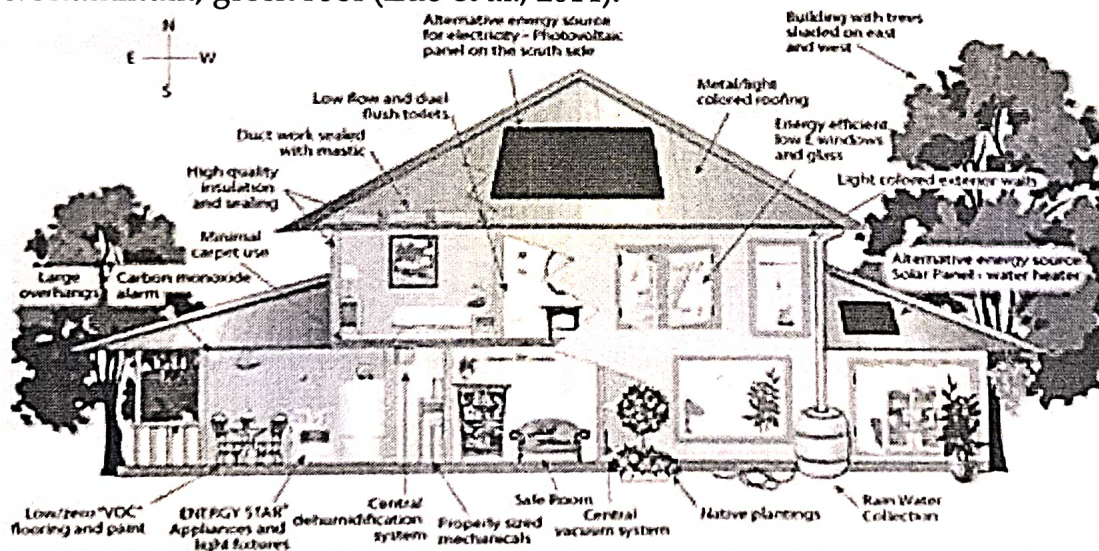 green roof
N
E W
S
Alternative energy source
for electricity - Photovoltaic
panel on the south side
Building with trees
shaded on east
and west
Low flow and duel
flush toilets
Metal/light
colored roofing
Duct work sealed
with mastic
Energy efficient
low E windows
and glass
High quality
insulation
and sealing
Light colored exterior walls
Minimal
carpet use
Large
overhangs
Carbon monoxide
alarm
Alternative energy source
Solar Panel - water heater
Low/zero "VOC"
flooring and paint
ENERGY STAR®
Appliances and
light fixtures
Central
dehumidification
system
Properly sized
mechanicals
Safe Room
Central
vacuum system
Native plantings
Rain Water
Collection